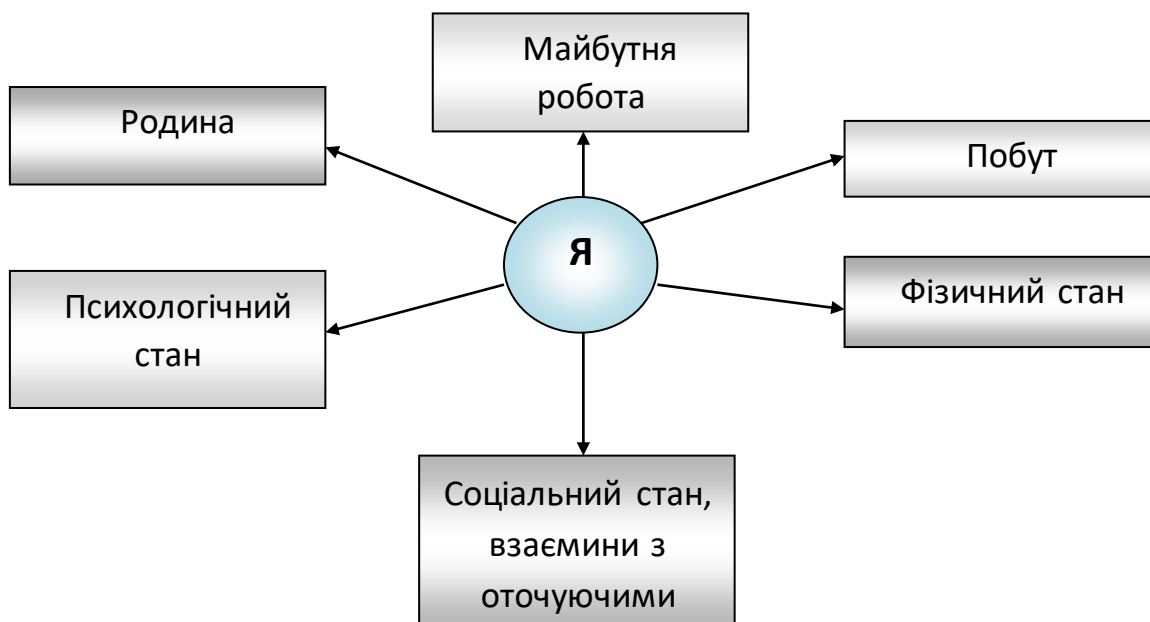 Майбутня
робота
Родина
Побут
Я
Психологічний
стан
Фізичний стан
Соціальний стан,
взаємини з
оточуючими